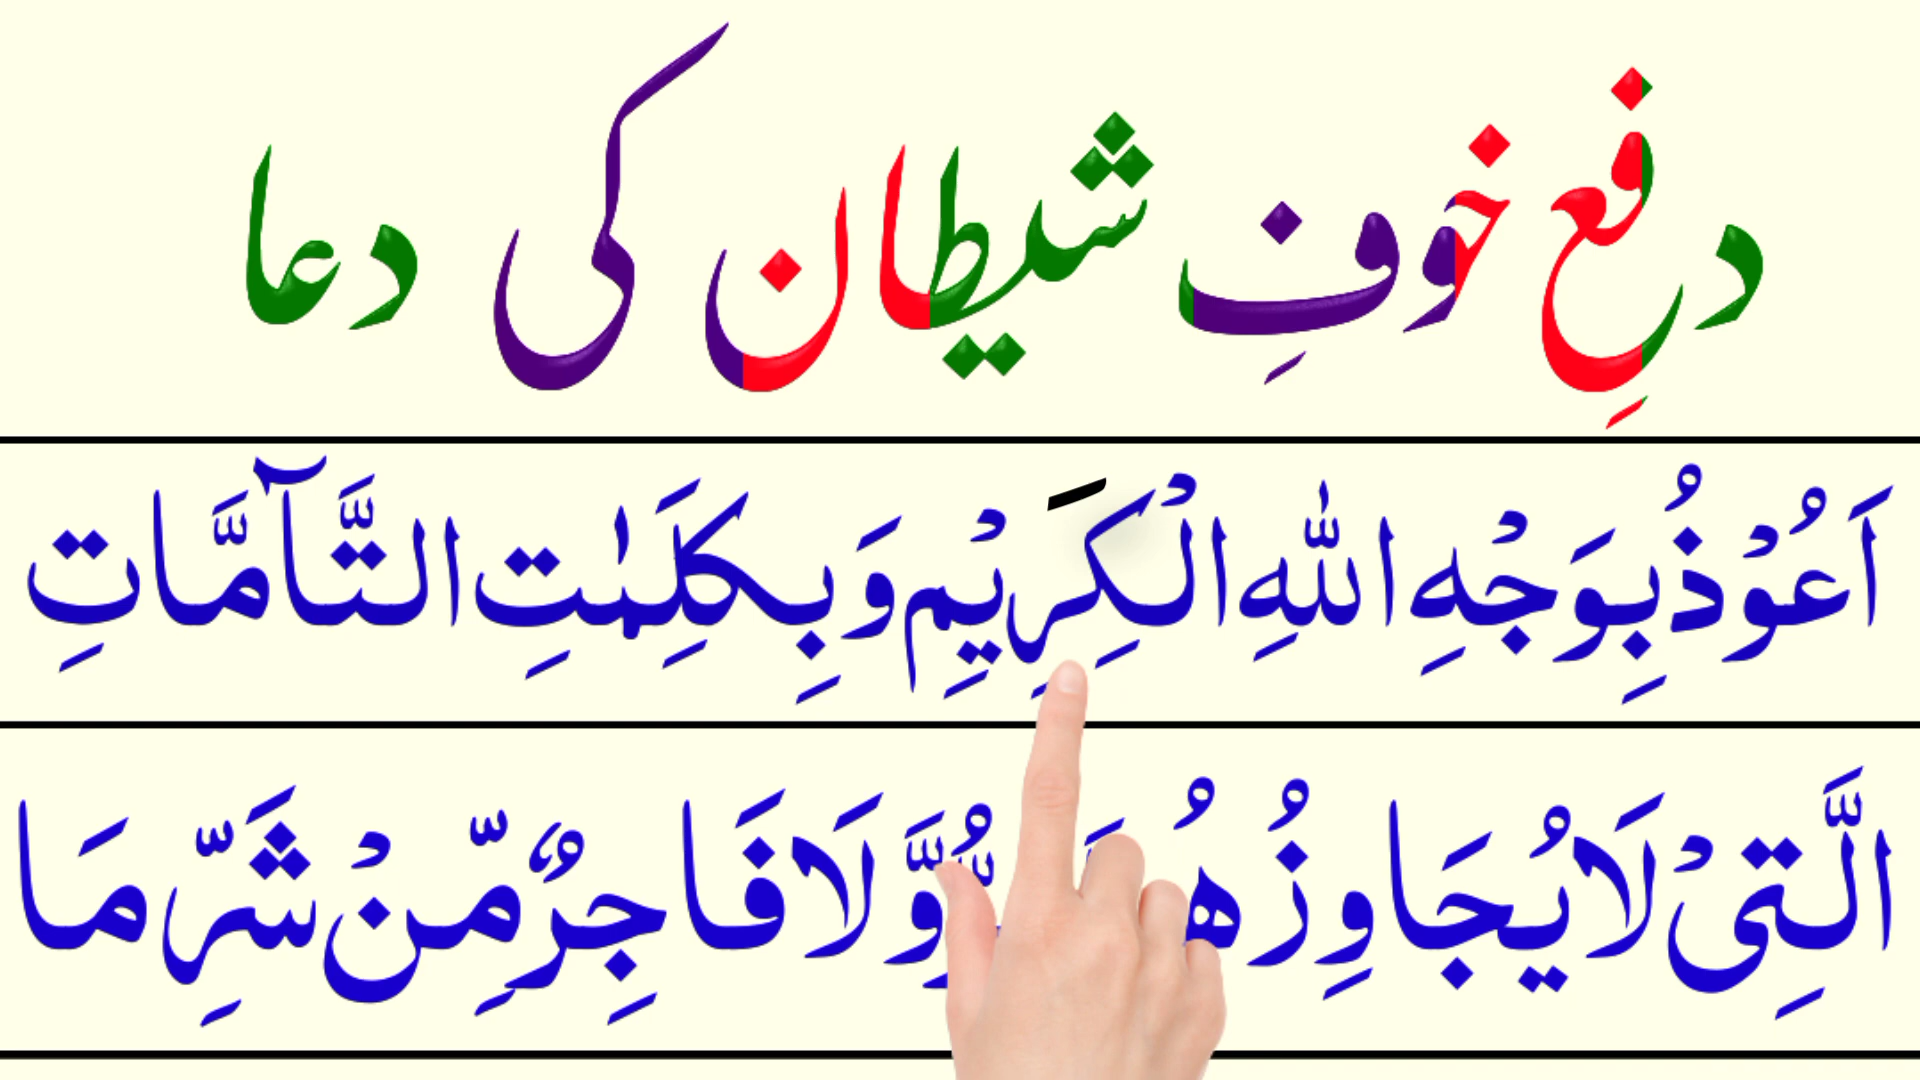 دفعِ خوفِ شیطان کی دعا
اَعُوْذُ بِوَجْهِ اللّٰهِ الْكَرِيْمِ وَبِكَلِمٰتِ التَّآمَّاتِ
الَّتِیْ لَا يُجَاوِزُهُ وَّلَا فَاجِرٌ مِّنْ شَرِّ مَا